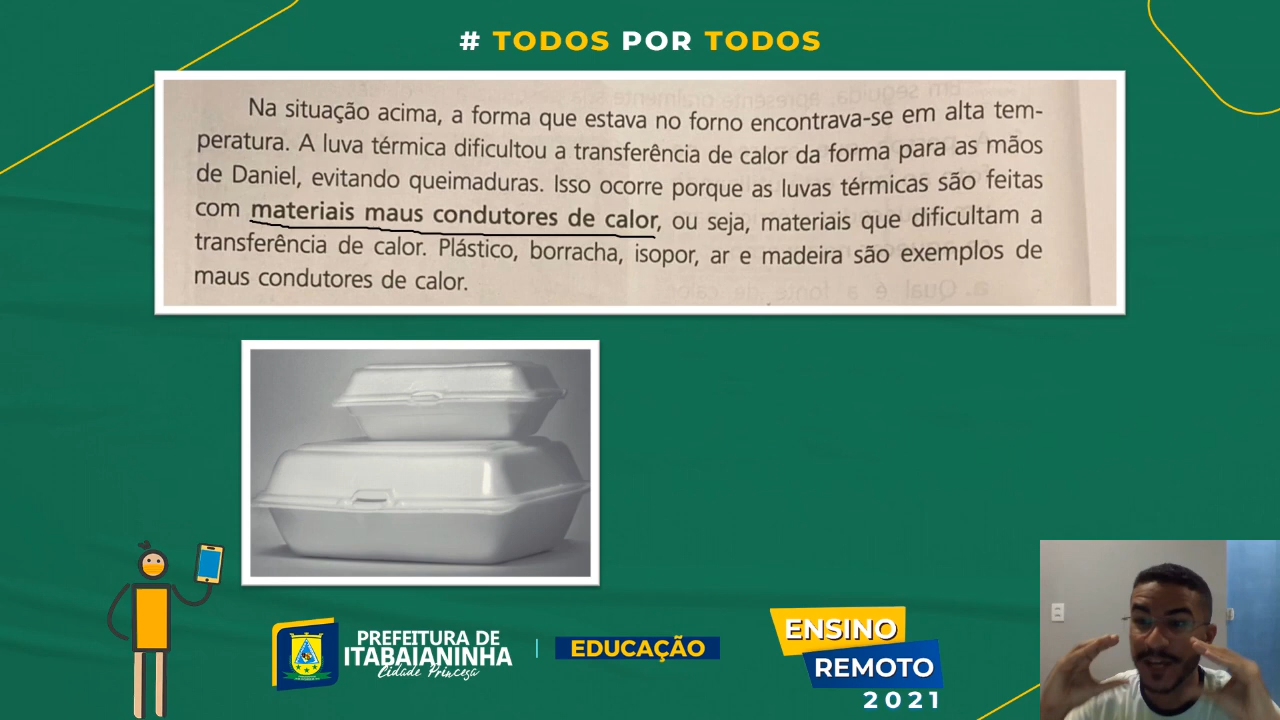 # TODOS POR TODOS
Na situação acima, a forma que estava no forno encontrava-se em alta tem-
peratura. A luva térmica dificultou a transferência de calor da forma para as mãos
de Daniel, evitando queimaduras. Isso ocorre porque as luvas térmicas são feitas
com materiais maus condutores de calor, ou seja, materiais que dificultam a
transferência de calor. Plástico, borracha, isopor, ar e madeira são exemplos de
maus condutores de calor.
PREFEITURA DE
ITABAIANINHA
Cidade Princesa
EDUCAÇÃO
ENSINO
REMOTO
2021